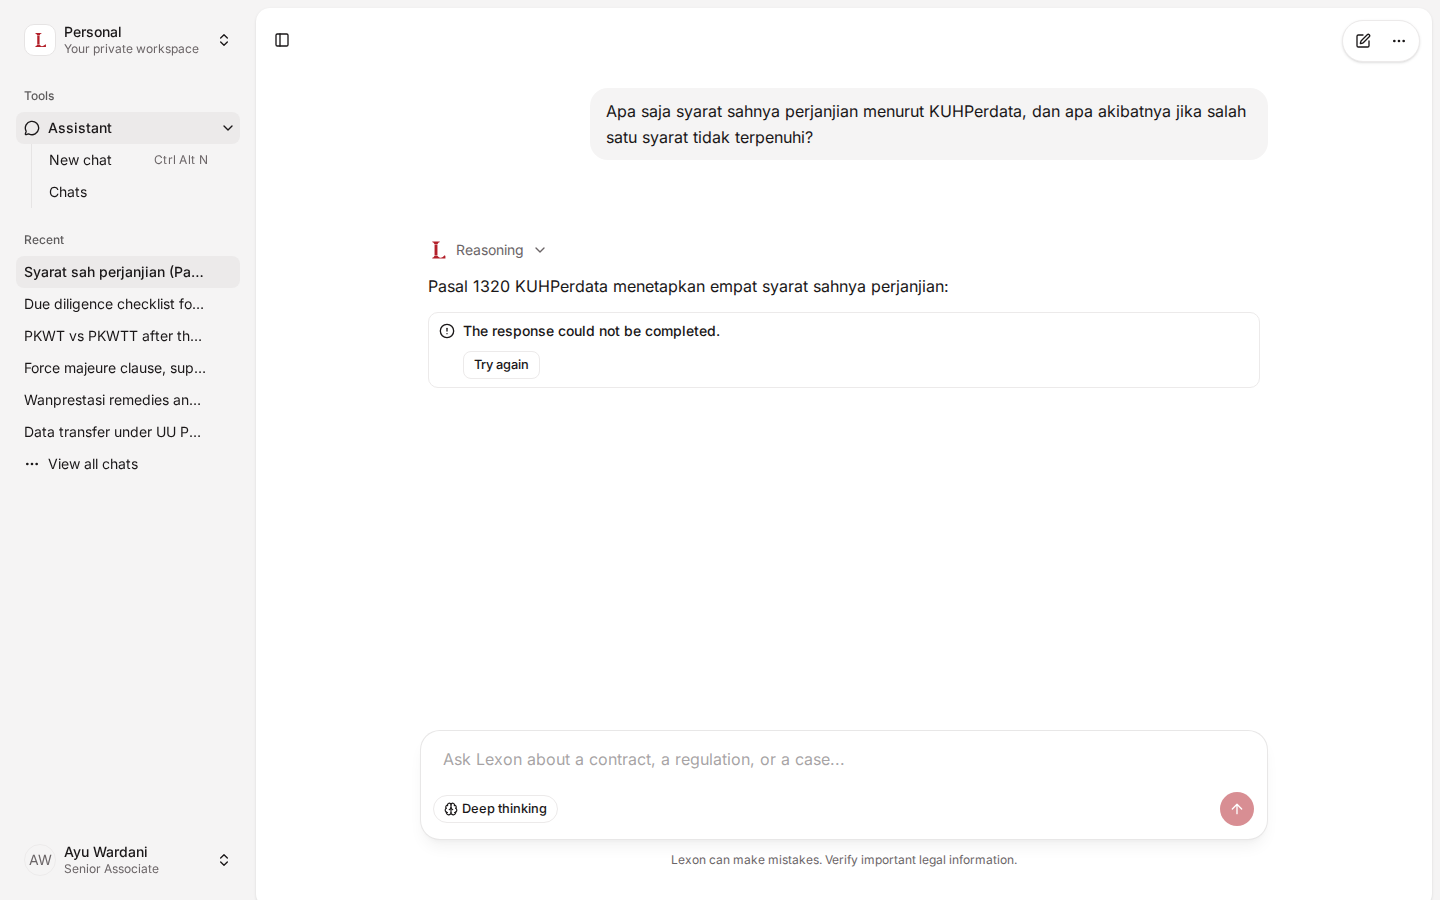 L
Personal
Your private workspace
Tools
Assistant
New chat Ctrl Alt N
Chats
Recent
Syarat sah perjanjian (Pa...
Due diligence checklist fo...
PKWT vs PKWTT after th...
Force majeure clause, sup...
Wanprestasi remedies an...
Data transfer under UU P...
View all chats
AW
Ayu Wardani
Senior Associate
Apa saja syarat sahnya perjanjian menurut KUHPerdata, dan apa akibatnya jika salah
satu syarat tidak terpenuhi?
L Reasoning
Pasal 1320 KUHPerdata menetapkan empat syarat sahnya perjanjian:
The response could not be completed.
Try again
Ask Lexon about a contract, a regulation, or a case...
Deep thinking
Lexon can make mistakes. Verify important legal information.